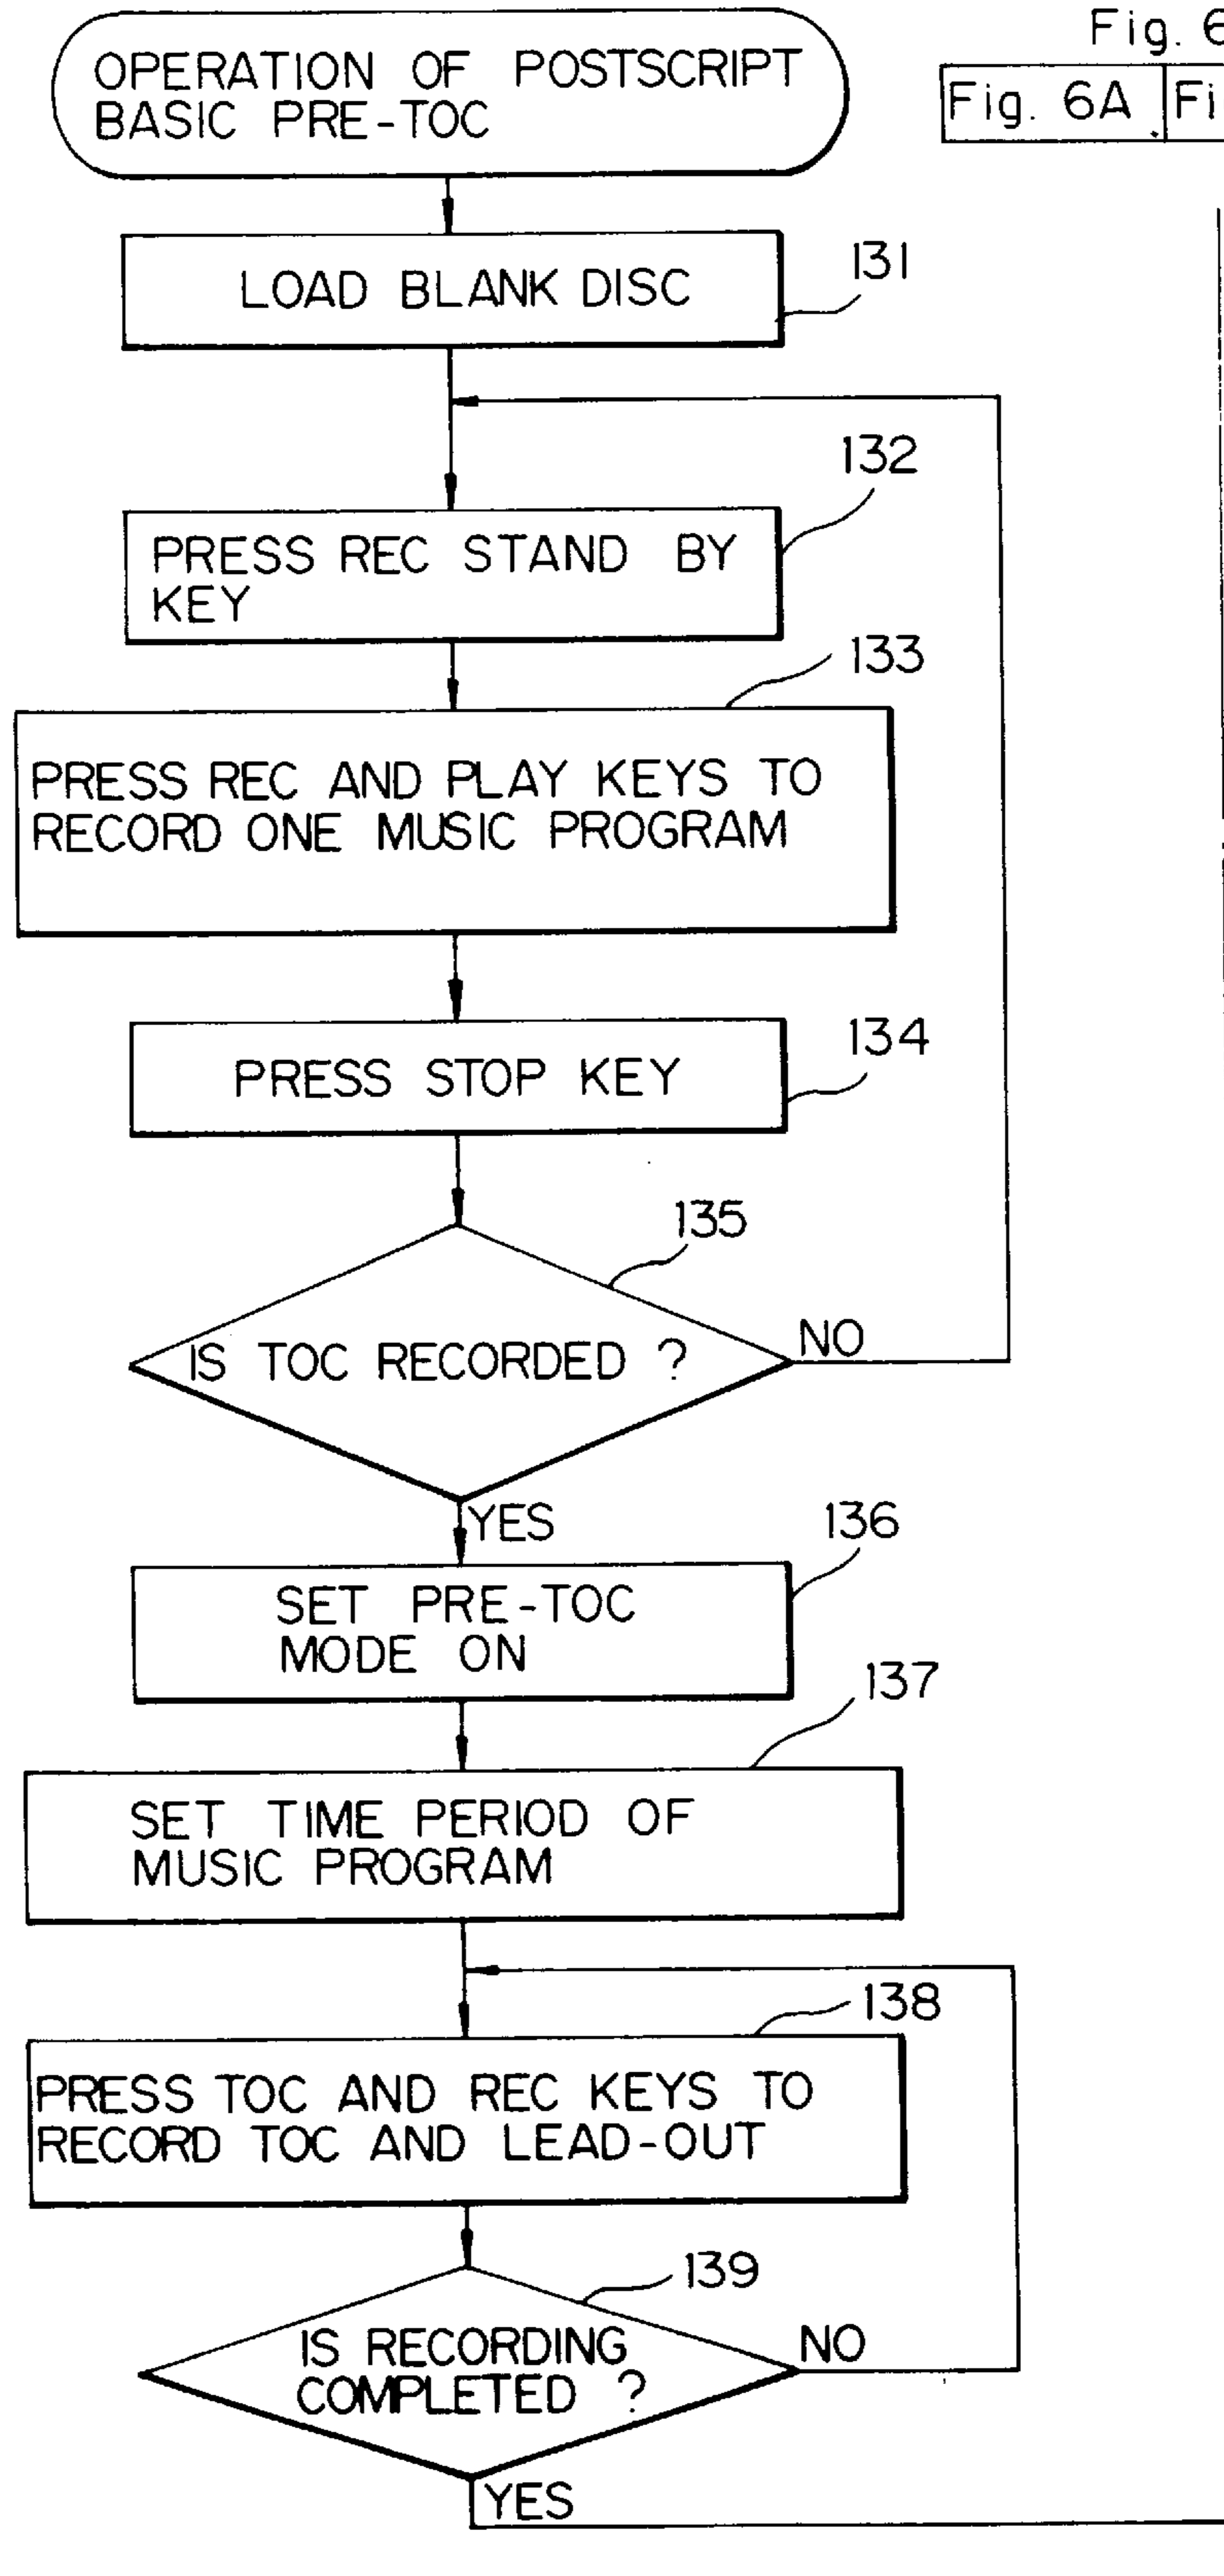 Fig. 6
Fig. 6A
OPERATION OF POSTSCRIPT
BASIC PRE-TOC
LOAD BLANK DISC
131
132
PRESS REC STAND BY
KEY
133
PRESS REC AND PLAY KEYS TO
RECORD ONE MUSIC PROGRAM
134
PRESS STOP KEY
135
IS TOC RECORDED ?
NO
YES
136
SET PRE-TOC
MODE ON
137
SET TIME PERIOD OF
MUSIC PROGRAM
138
PRESS TOC AND REC KEYS TO
RECORD TOC AND LEAD-OUT
139
IS RECORDING
COMPLETED ?
NO
YES